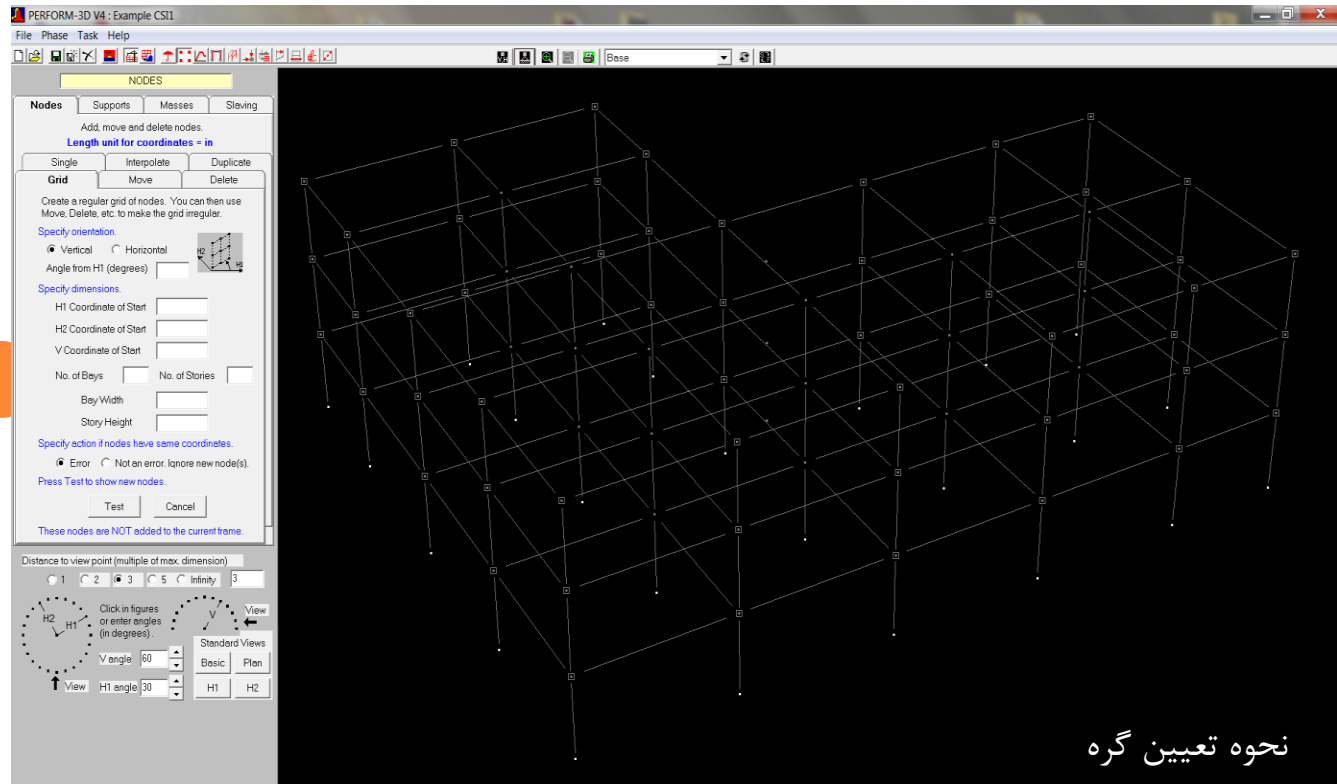 PERFORM-3D V4 : Example CSI1
File Phase Task Help
Base
NODES
Nodes Supports Masses Slaving
Add, move and delete nodes.
Length unit for coordinates = in
Single Interpolate Duplicate
Grid Move Delete
Create a regular grid of nodes. You can then use
Move, Delete, etc. to make the grid irregular.
Specify orientation.
Vertical Horizontal
H2
H1
Angle from H1 (degrees)
Specify dimensions.
H1 Coordinate of Start
H2 Coordinate of Start
V Coordinate of Start
No. of Bays No. of Stories
Bay Width
Story Height
Specify action if nodes have same coordinates.
Error Not an error. Ignore new node(s).
Press Test to show new nodes.
Test Cancel
These nodes are NOT added to the current frame.
Distance to view point (multiple of max. dimension)
1 2 3 5 Infinity 3
H2 H1
Click in figures
or enter angles
(in degrees).
V
View
Standard Views
V angle 60
Basic Plan
View H1 angle 30
H1 H2
نحوه تعیین گره